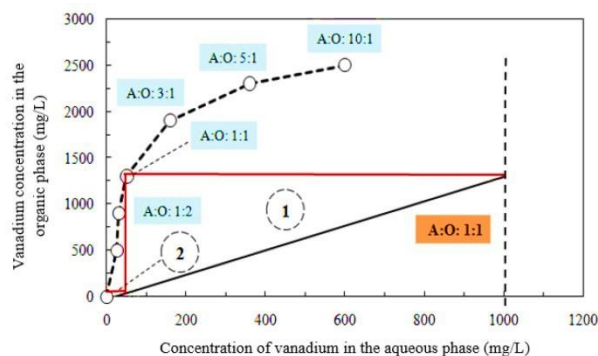 Vanadium concentration in the
organic phase (mg/L)
3000
2500
2000
1500
1000
500
0
A:O: 10:1
A:O: 5:1
A:O: 3:1
A:O: 1:1
A:O: 1:2
1
2
A:O: 1:1
0
200
400
600
800
1000
1200
Concentration of vanadium in the aqueous phase (mg/L)